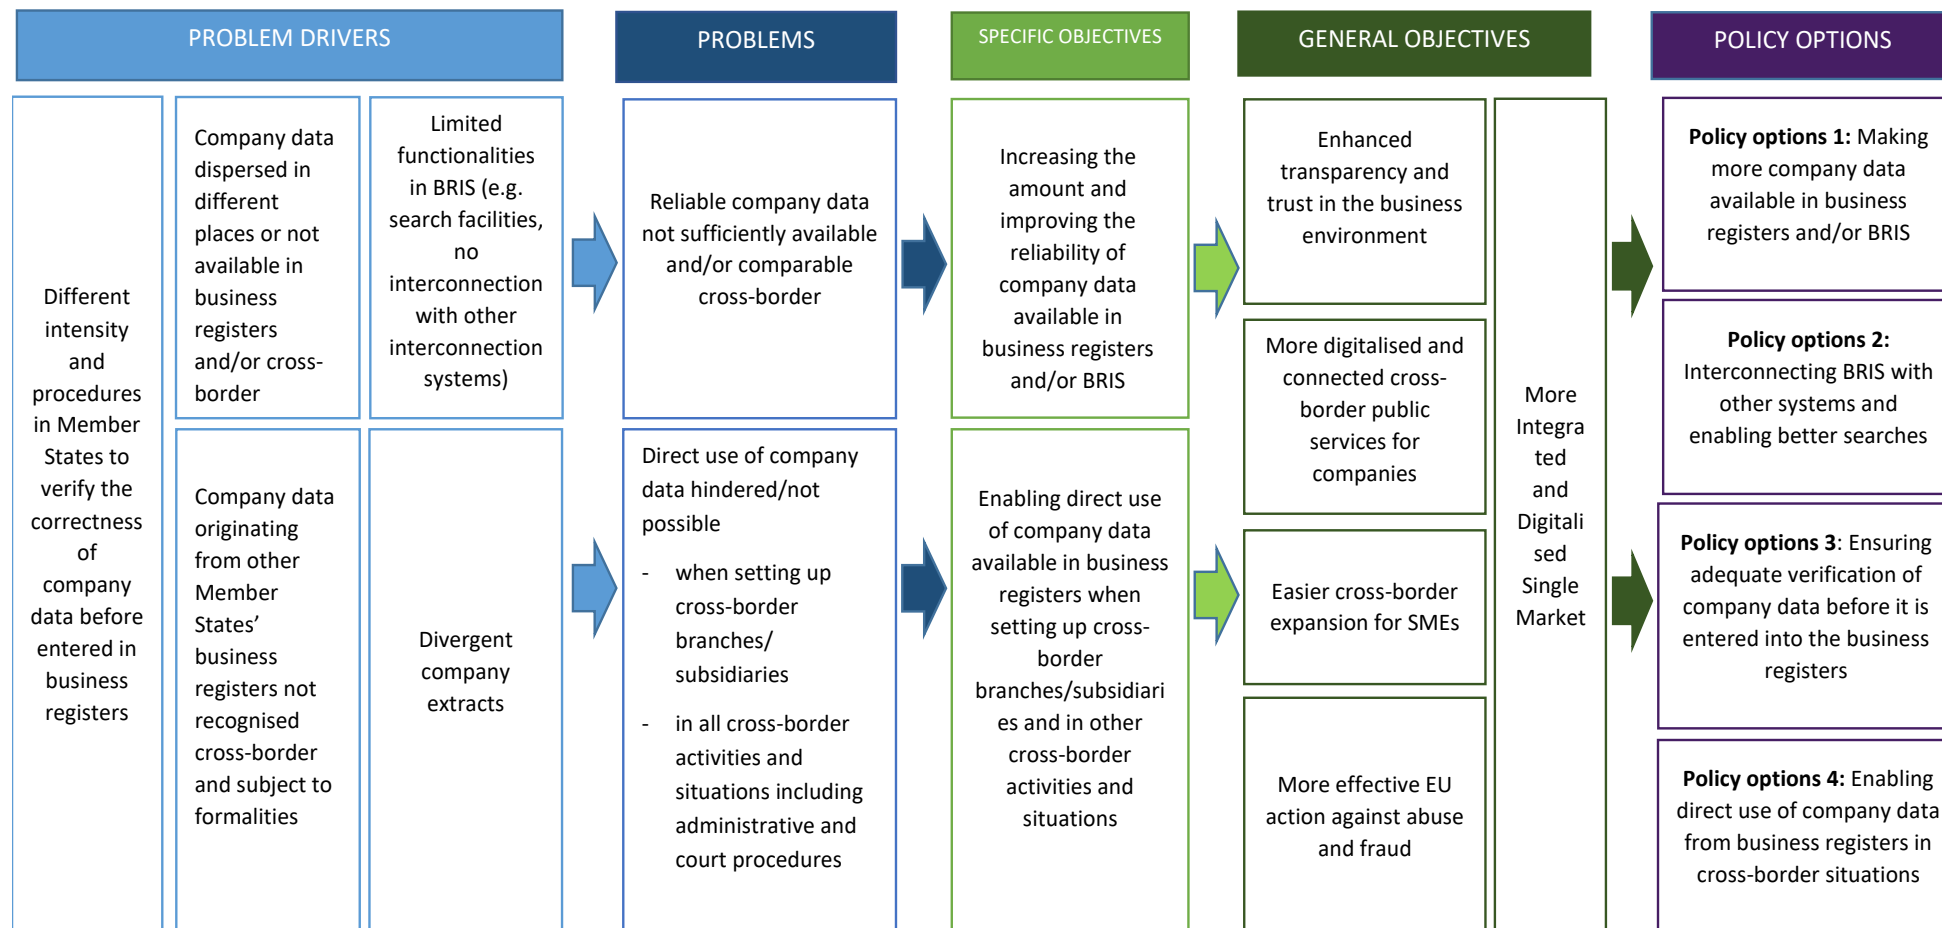 PROBLEM DRIVERS
PROBLEMS
SPECIFIC OBJECTIVES
GENERAL OBJECTIVES
POLICY OPTIONS
Different
intensity
and
procedures
in Member
States to
verify the
correctness
of
company
data before
entered in
business
registers
Company data
dispersed in
different
places or not
available in
business
registers
and/or cross-
border
Limited
functionalities
in BRIS (e.g.
search facilities,
no
interconnection
with other
interconnection
systems)
Company data
originating
from other
Member
States’
business
registers not
recognised
cross-border
and subject to
formalities
Divergent
company
extracts
Reliable company data
not sufficiently available
and/or comparable
cross-border
Direct use of company
data hindered/not
possible
- when setting up
cross-border
branches/
subsidiaries
- in all cross-border
activities and
situations including
administrative and
court procedures
Increasing the
amount and
improving the
reliability of
company data
available in
business registers
and/or BRIS
Enabling direct use
of company data
available in business
registers when
setting up cross-
border
branches/subsidiari
es and in other
cross-border
activities and
situations
Enhanced
transparency and
trust in the business
environment
More digitalised and
connected cross-
border public
services for
companies
Easier cross-border
expansion for SMEs
More effective EU
action against abuse
and fraud
More
Integra
ted
and
Digitali
sed
Single
Market
Policy options 1: Making
more company data
available in business
registers and/or BRIS
Policy options 2:
Interconnecting BRIS with
other systems and
enabling better searches
Policy options 3: Ensuring
adequate verification of
company data before it is
entered into the business
registers
Policy options 4: Enabling
direct use of company data
from business registers in
cross-border situations